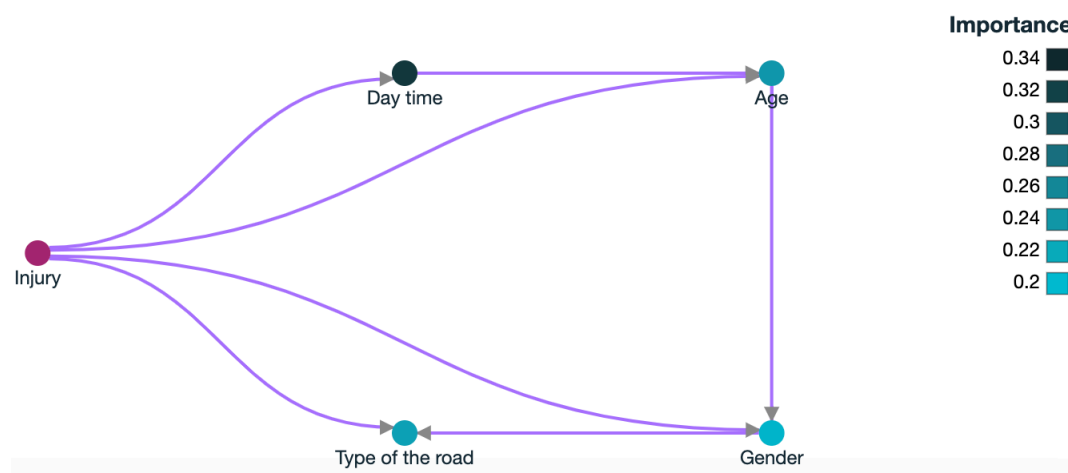 Importance
0.34
0.32
0.3
0.28
0.26
0.24
0.22
0.2
Day time
Age
Injury
Type of the road
Gender